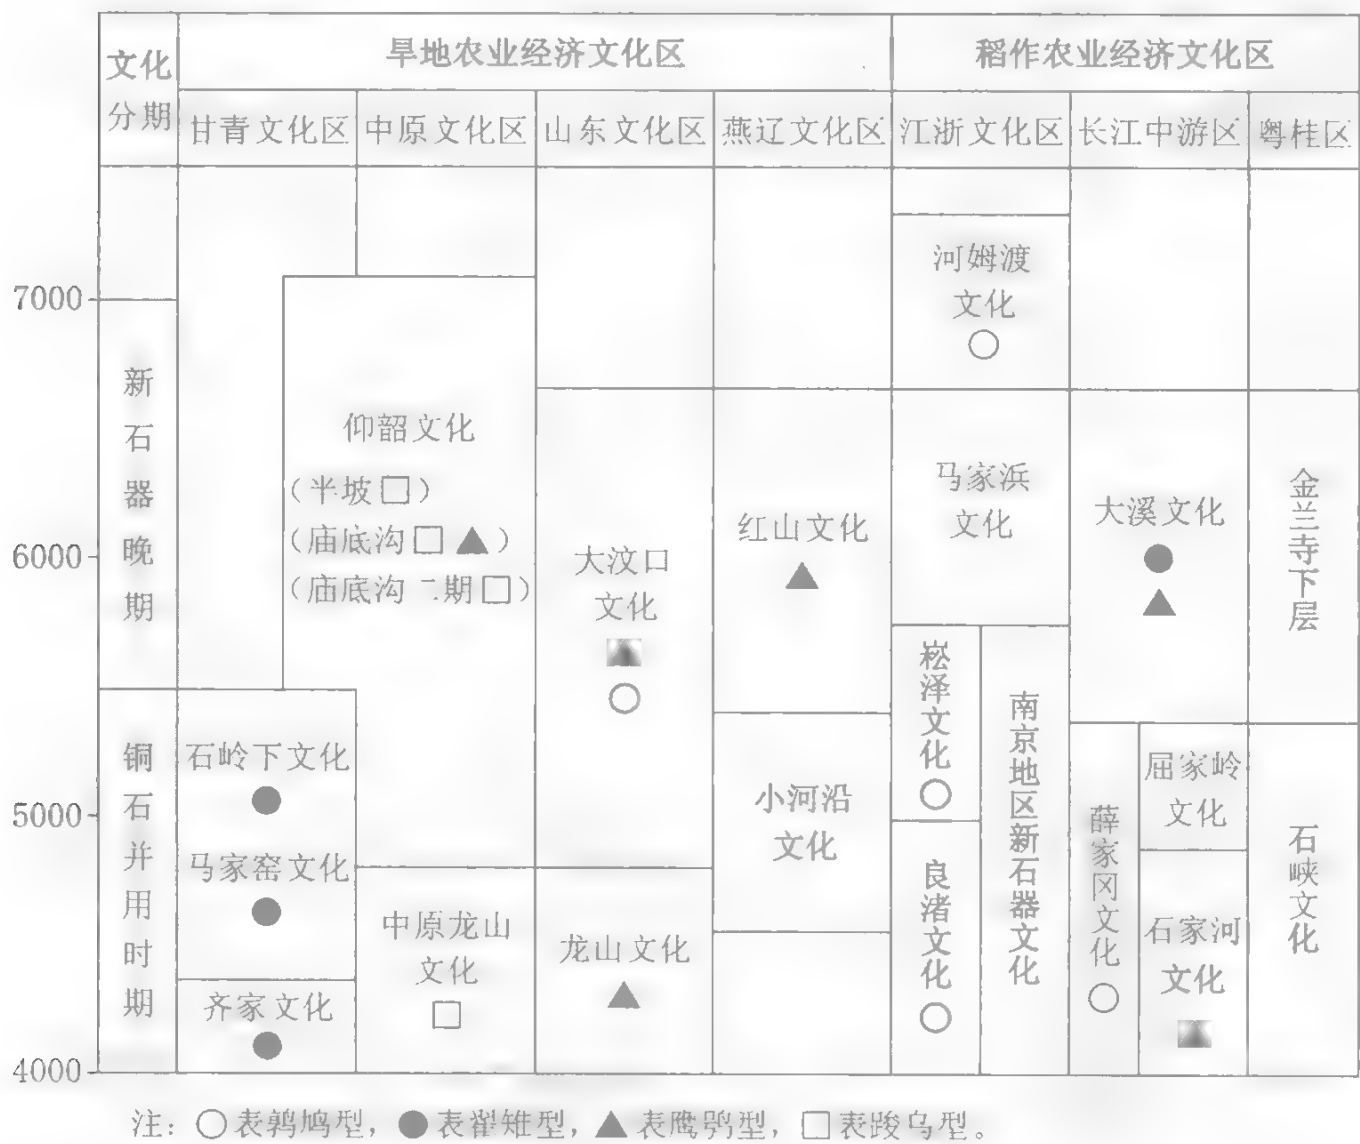 文化分期
旱地农业经济文化区
稻作农业经济文化区
甘青文化区
中原文化区
山东文化区
燕辽文化区
江浙文化区
长江中游区
粤桂区
7000
6000
5000
4000
新石器晚期
铜石并用时期
石岭下文化
马家窑文化
齐家文化
仰韶文化
(半坡□)
(庙底沟□▲)
(庙底沟二期□)
中原龙山
文化
大汶口
文化
龙山文化
红山文化
小河沿
文化
河姆渡
文化
马家浜
文化
崧泽文化
良渚文化
南京地区新石器文化
大溪文化
薛家冈文化
屈家岭
文化
石家河
文化
金兰寺下层
石峡文化
注：○表鹑鸠型，●表翟雉型，▲表鹰鸮型，□表踆乌型。